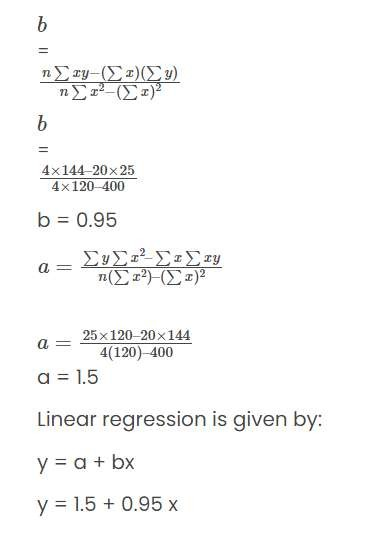 b
=
n∑xy−(∑x)(∑y)
n∑x²−(∑x)²
b
=
4×144–20×25
4×120–400
b = 0.95
a = ∑y∑x²–∑x∑xy
n(∑x²)–(∑x)²
a = 25×120–20×144
4(120)–400
a = 1.5
Linear regression is given by:
y = a + bx
y = 1.5 + 0.95 x